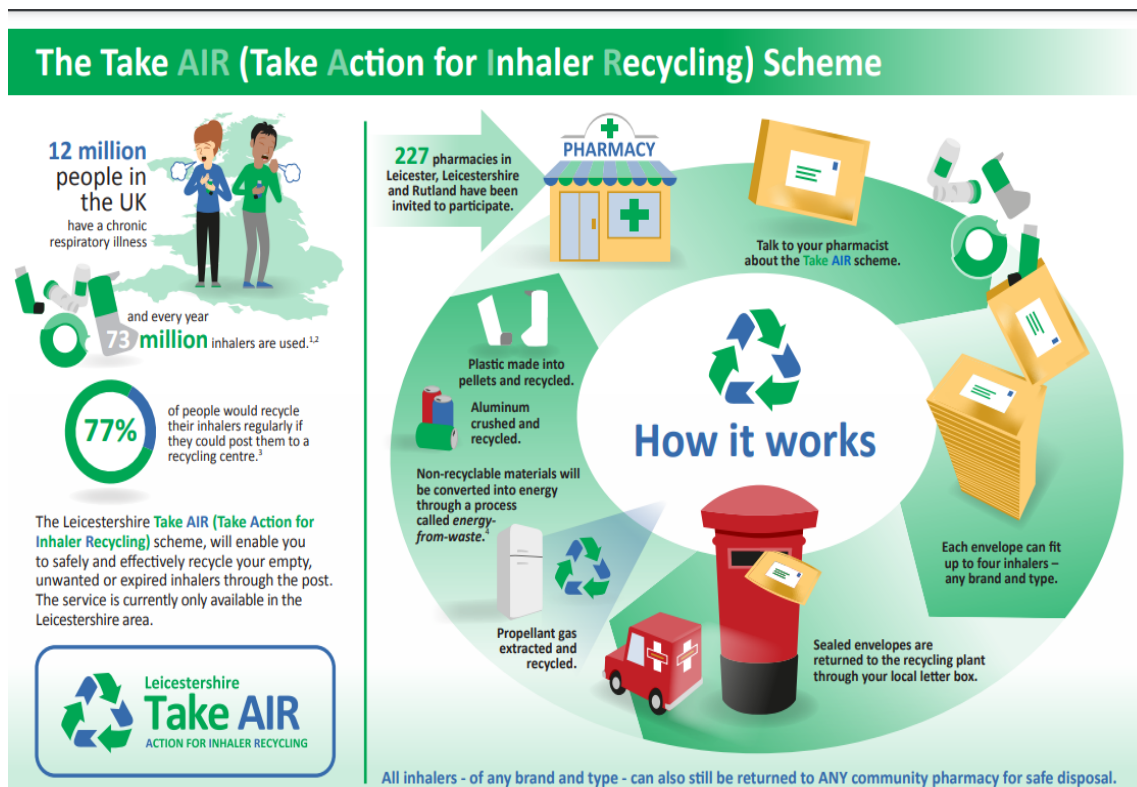 The Take AIR (Take Action for Inhaler Recycling) Scheme
12 million
people in
the UK
have a chronic
respiratory illness
and every year
73 million inhalers are used.1,2
77%
of people would recycle
their inhalers regularly if
they could post them to a
recycling centre.3
The Leicestershire Take AIR (Take Action for
Inhaler Recycling) scheme, will enable you
to safely and effectively recycle your empty,
unwanted or expired inhalers through the post.
The service is currently only available in the
Leicestershire area.
Leicestershire
Take AIR
ACTION FOR INHALER RECYCLING
227 pharmacies in
Leicester, Leicestershire
and Rutland have been
invited to participate.
PHARMACY
Talk to your pharmacist
about the Take AIR scheme.
Each envelope can fit
up to four inhalers –
any brand and type.
Sealed envelopes are
returned to the recycling plant
through your local letter box.
Propellant gas
extracted and
recycled.
Non-recyclable materials will
be converted into energy
through a process
called energy-
from-waste.4
Aluminum
crushed and
recycled.
Plastic made into
pellets and recycled.
How it works
All inhalers - of any brand and type - can also still be returned to ANY community pharmacy for safe disposal.